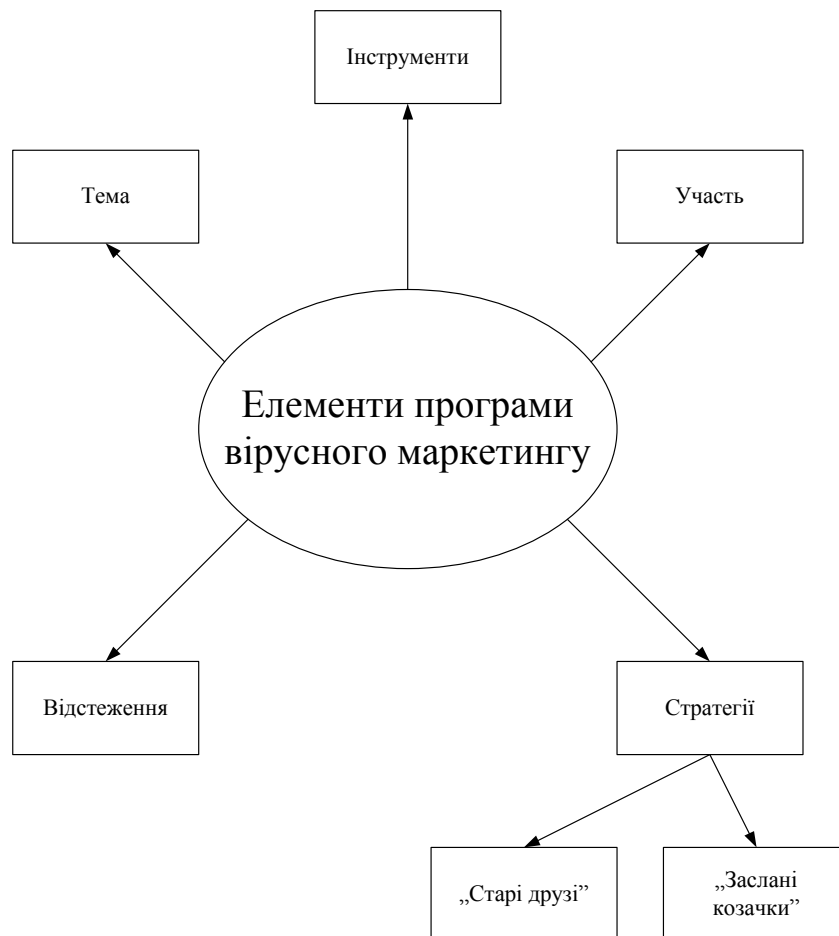 Інструменти
Тема
Участь
Елементи програми
вірусного маркетингу
Відстеження
Стратегії
„Старі друзі”
„Заслані
козачки”